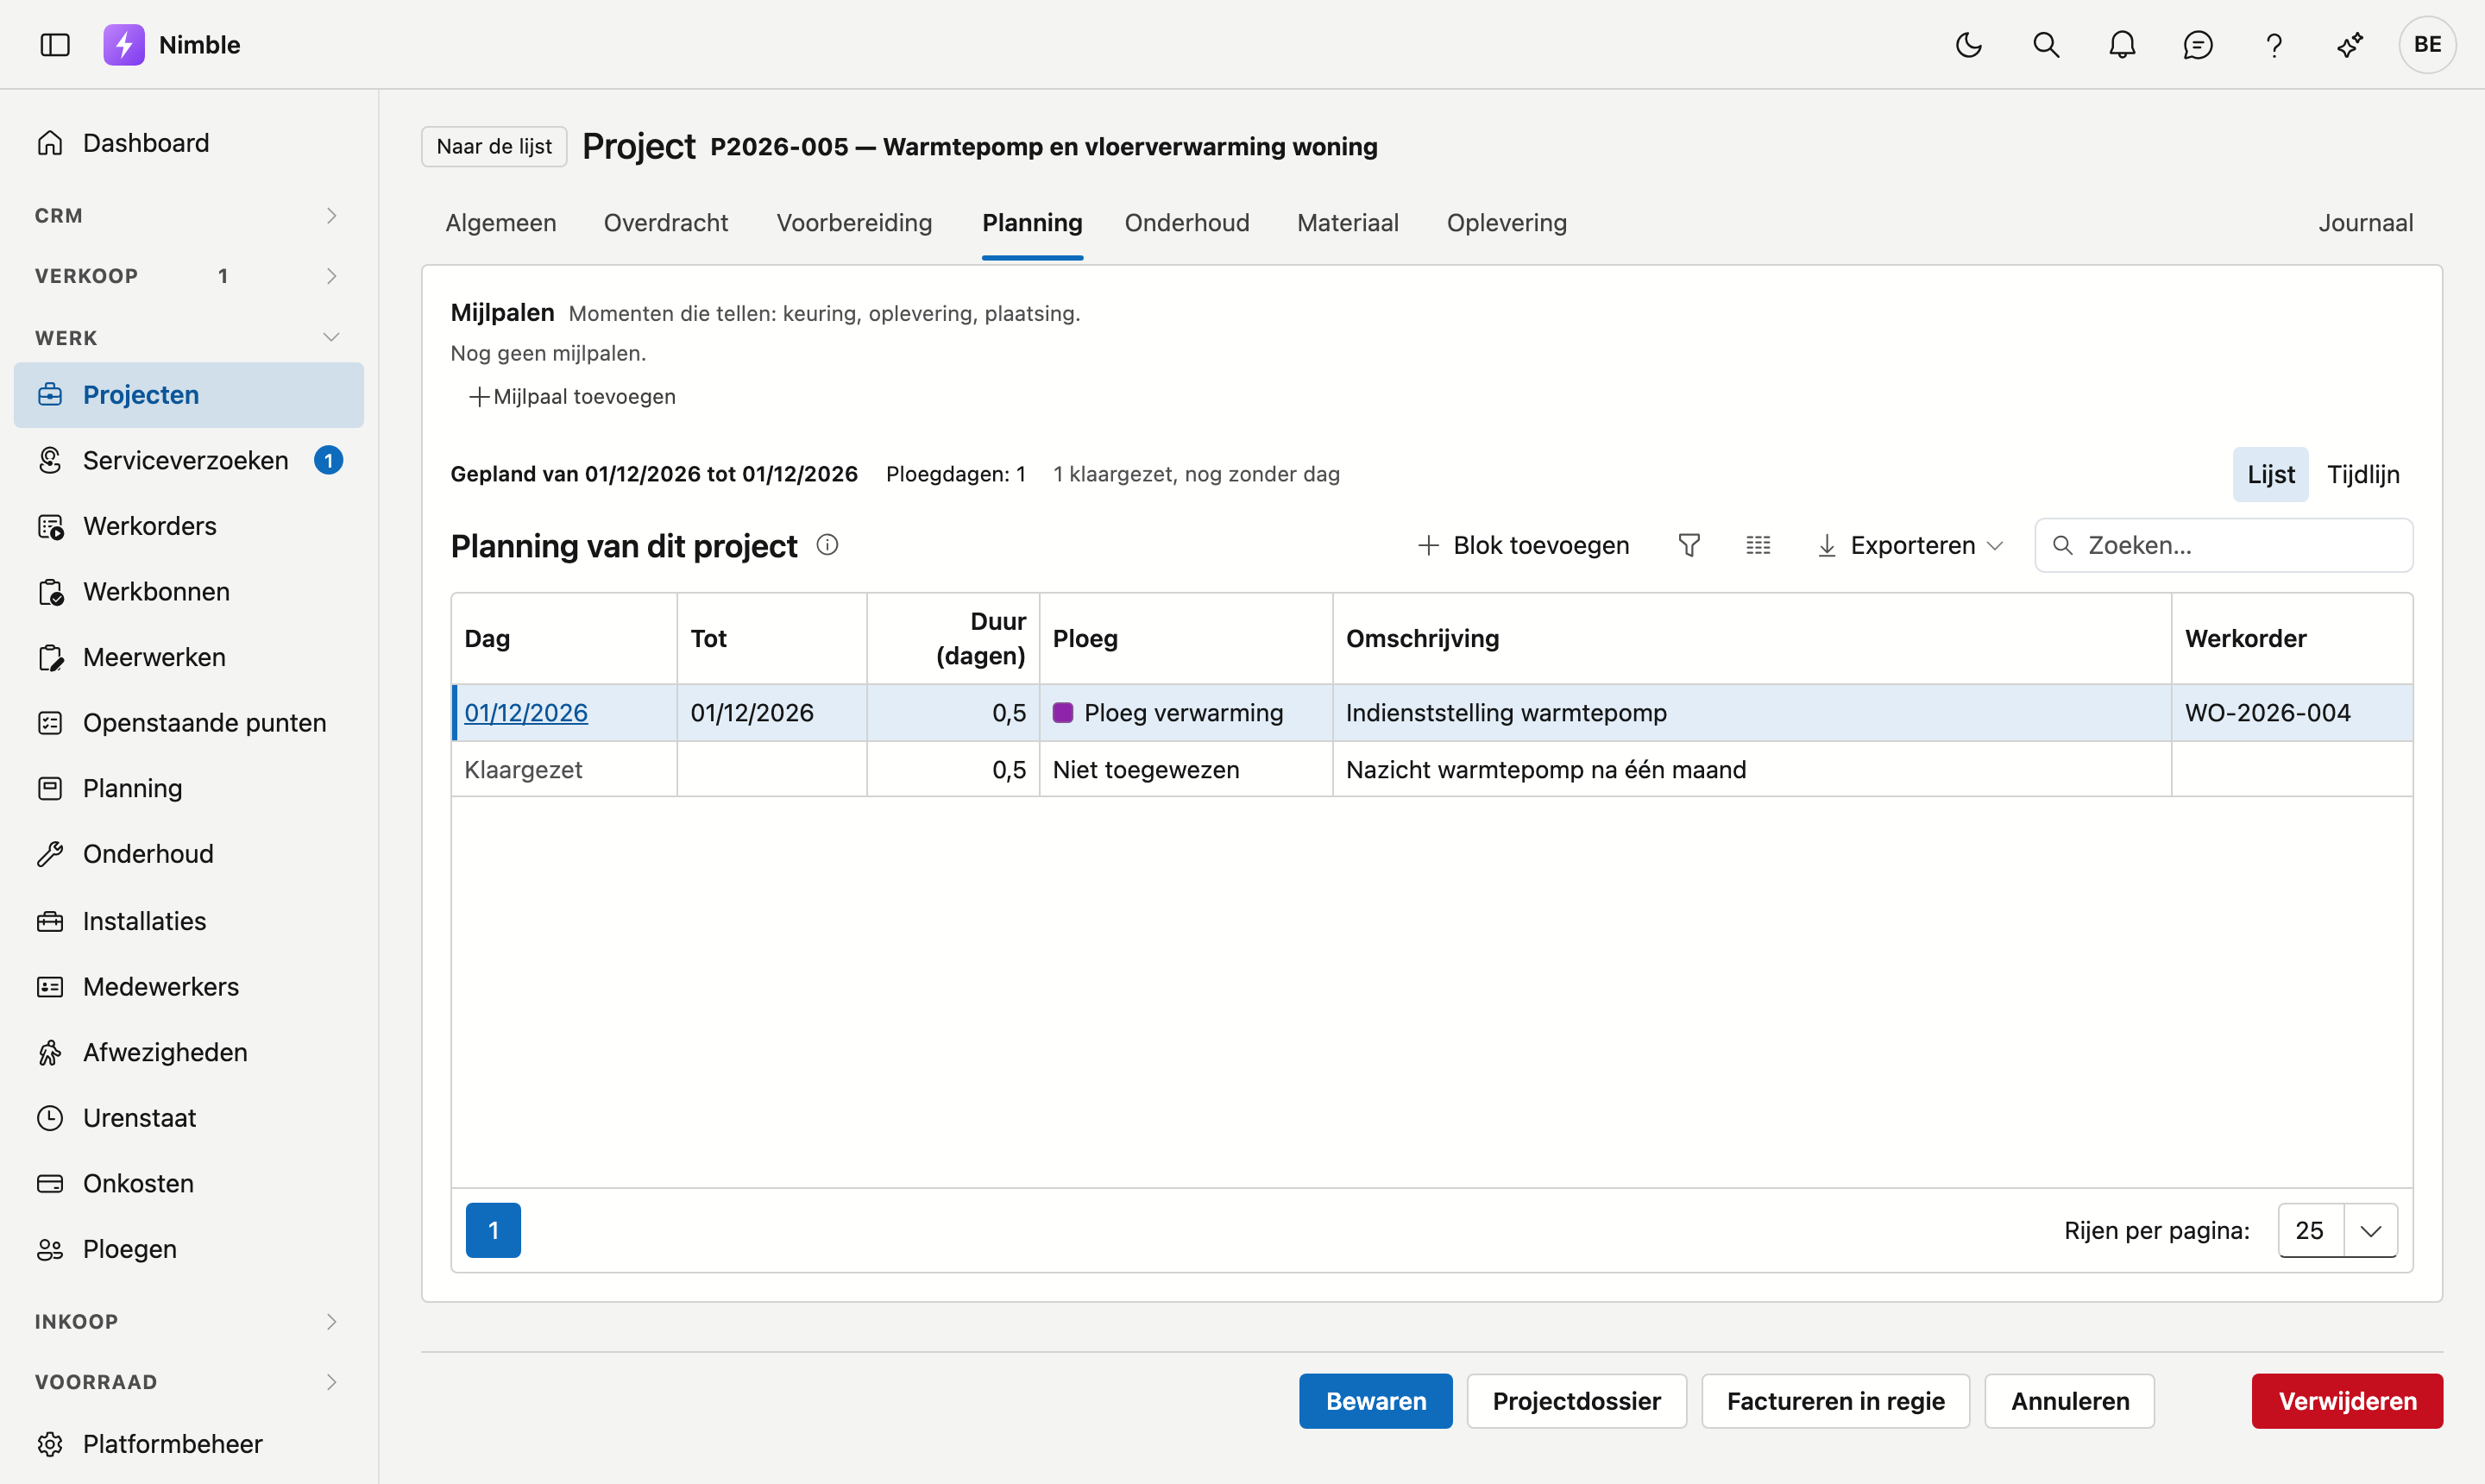 Nimble
BE
Dashboard
CRM
VERKOOP 1
WERK
Projecten
Serviceverzoeken 1
Werkorders
Werkbonnen
Meerwerken
Openstaande punten
Planning
Onderhoud
Installaties
Medewerkers
Afwezigheden
Urenstaat
Onkosten
Ploegen
INKOOP
VOORRAAD
Platformbeheer
Naar de lijst Project P2026-005 — Warmtepomp en vloerverwarming woning
Algemeen Overdracht Voorbereiding Planning Onderhoud Materiaal Oplevering Journaal
Mijlpalen Momenten die tellen: keuring, oplevering, plaatsing.
Nog geen mijlpalen.
Mijlpaal toevoegen
Gepland van 01/12/2026 tot 01/12/2026 Ploegdagen: 1 1 klaargezet, nog zonder dag Lijst Tijdlijn
Planning van dit project Blok toevoegen Exporteren Zoeken...
Dag Tot Duur (dagen) Ploeg Omschrijving Werkorder
01/12/2026 01/12/2026 0,5 Ploeg verwarming Indienststelling warmtepomp WO-2026-004
Klaargezet 0,5 Niet toegewezen Nazicht warmtepomp na één maand
1 Rijen per pagina: 25
Bewaren Projectdossier Factureren in regie Annuleren Verwijderen